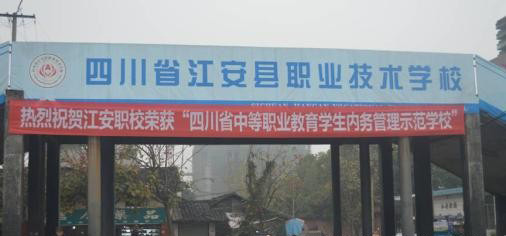 四川省江安县职业技术学校
热烈祝贺江安职校荣获“四川省中等职业教育学生内务管理示范学校”